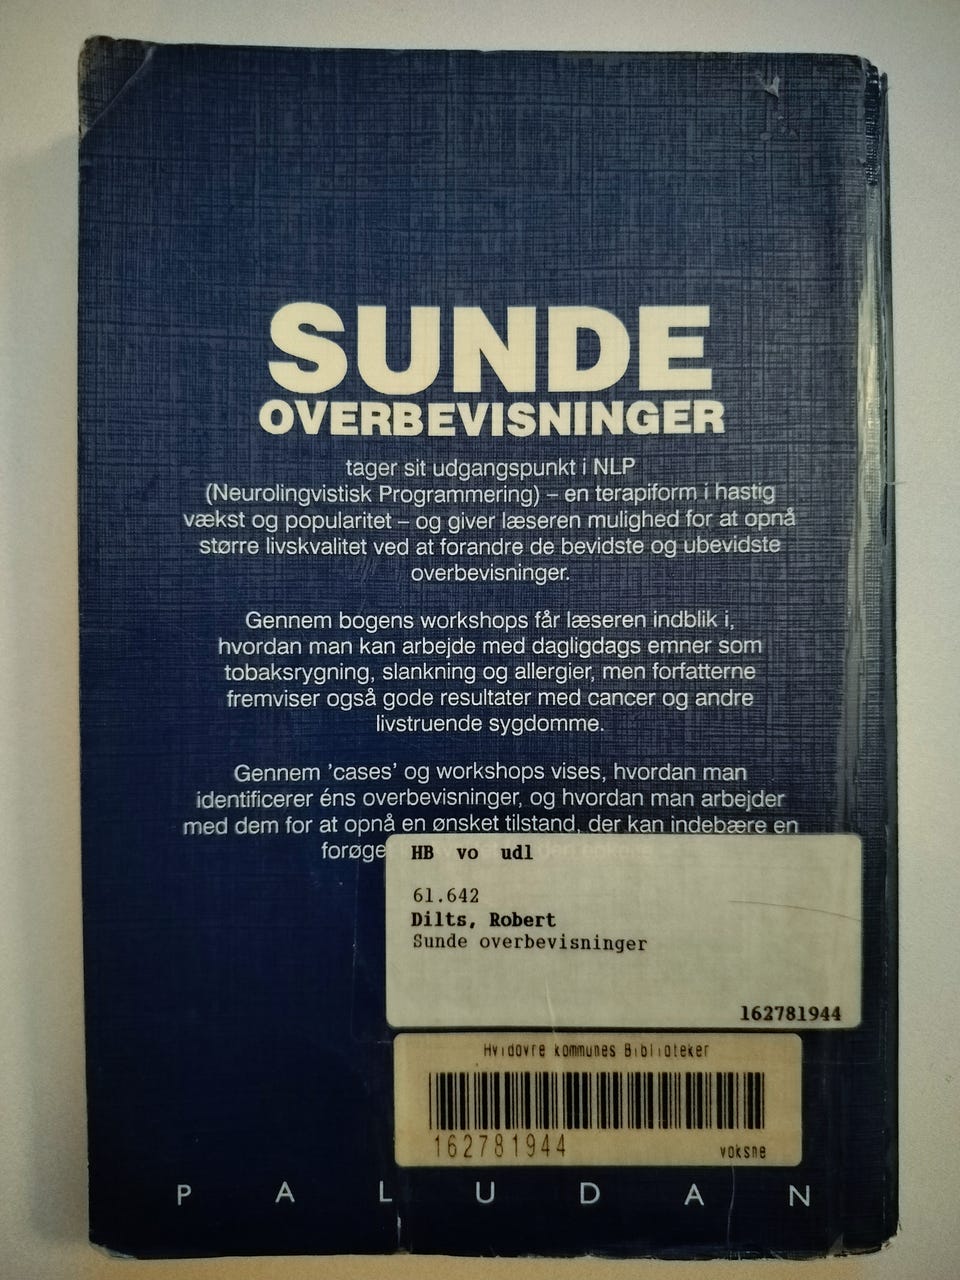 SUNDE
OVERBEVISNINGER
tager sit udgangspunkt i NLP
(Neurolingvistisk Programmering) – en terapiform i hastig
vækst og popularitet – og giver læseren mulighed for at opnå
større livskvalitet ved at forandre de bevidste og ubevidste
overbevisninger.
Gennem bogens workshops får læseren indblik i,
hvordan man kan arbejde med dagligdags emner som
tobaksrygning, slankning og allergier, men forfatterne
fremviser også gode resultater med cancer og andre
livstruende sygdomme.
Gennem 'cases' og workshops vises, hvordan man
identificerer éns overbevisninger, og hvordan man arbejder
med dem for at opnå en ønsket tilstand, der kan indebære en
forøge
HB vo udl
61.642
Dilts, Robert
Sunde overbevisninger
162781944
Hvidovre kommunes Biblioteker
162781944
voksne
PALUDAN